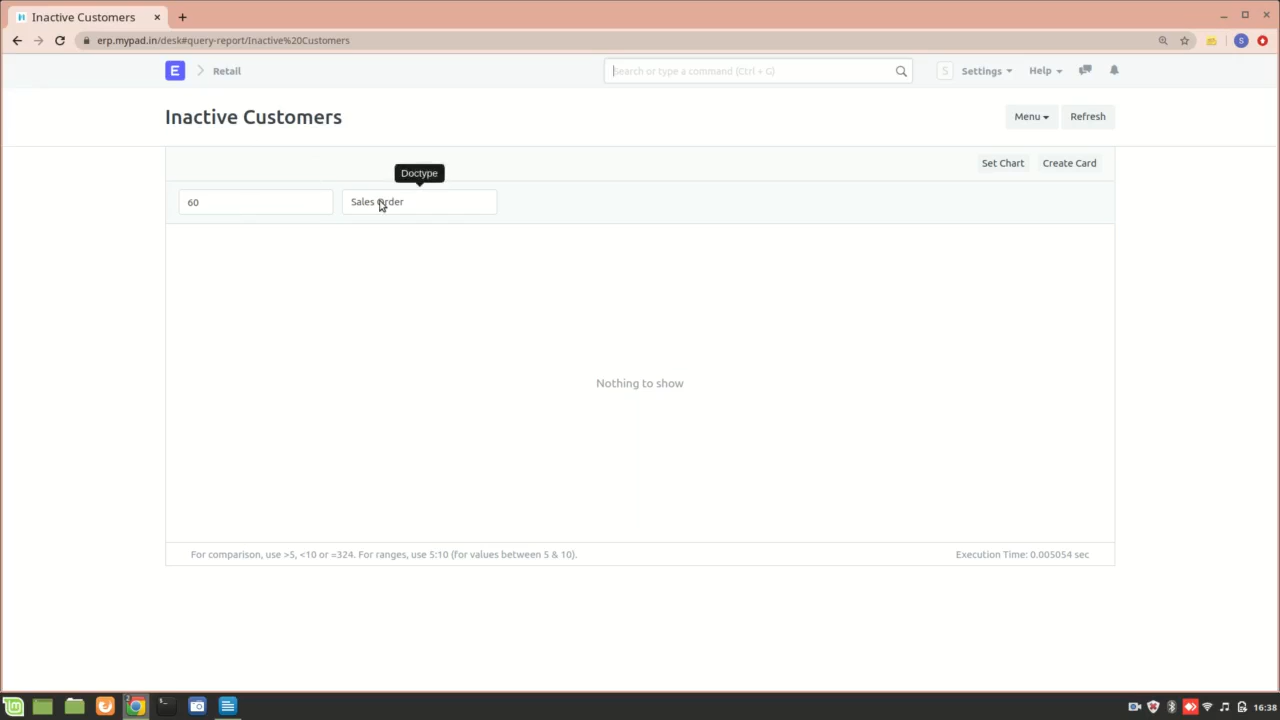 Inactive Customers
erp.mypad.in/desk#query-report/Inactive%20Customers
S
E
Retail
Search or type a command (Ctrl + G)
S
Settings
Help
Inactive Customers
Menu
Refresh
Set Chart
Create Card
Doctype
60
Sales Order
Nothing to show
For comparison, use >5, <10 or =324. For ranges, use 5:10 (for values between 5 & 10).
Execution Time: 0.005054 sec
2
16:38